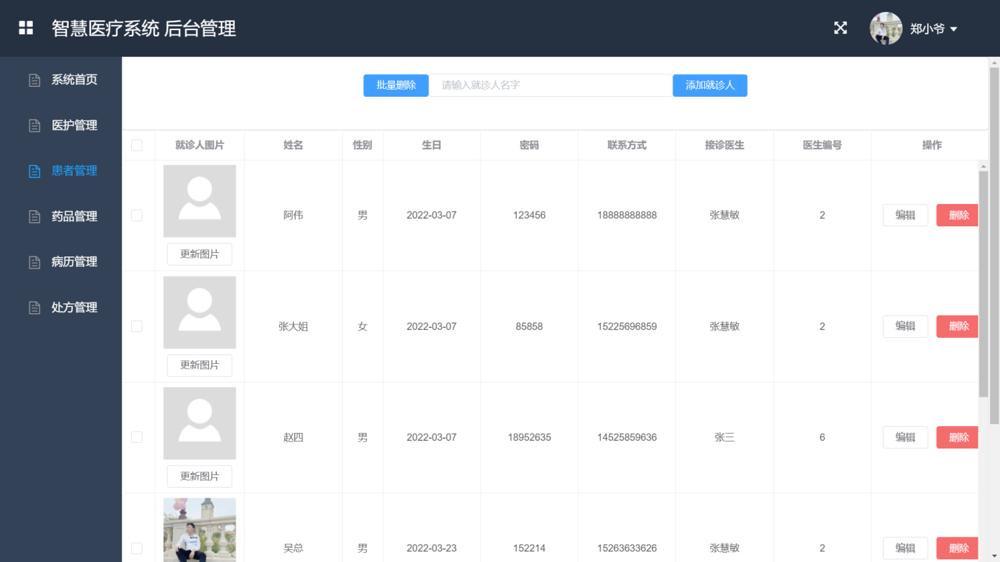 智慧医疗系统 后台管理
郑小爷
系统首页
医护管理
患者管理
药品管理
病历管理
处方管理
批量删除 请输入就诊人名字 添加就诊人
就诊人图片 姓名 性别 生日 密码 联系方式 接诊医生 医生编号 操作
阿伟 男 2022-03-07 123456 18888888888 张慧敏 2 编辑 删除
更新图片
张大姐 女 2022-03-07 85858 15225696859 张慧敏 2 编辑 删除
更新图片
赵四 男 2022-03-07 18952635 14525859636 张三 6 编辑 删除
更新图片
吴总 男 2022-03-23 152214 15263633626 张慧敏 2 编辑 删除